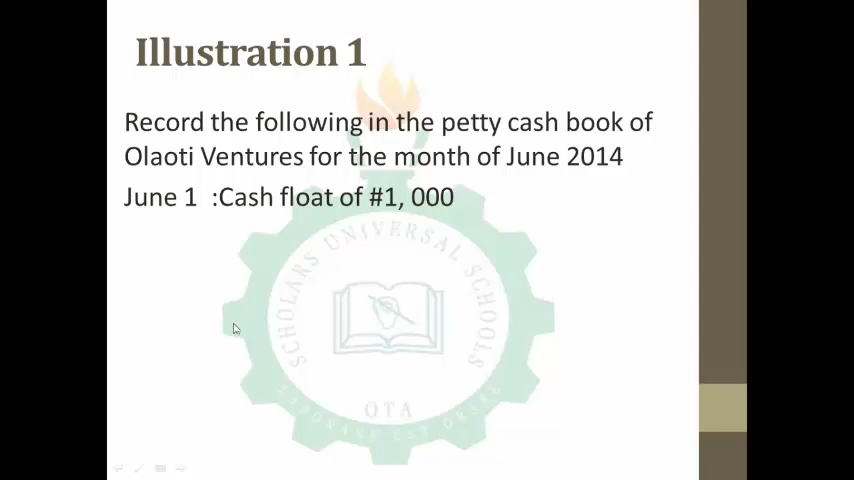 Illustration 1
Record the following in the petty cash book of
Olaoti Ventures for the month of June 2014
June 1  :Cash float of #1, 000
SCHOLARS UNIVERSAL SCHOOLS
OTA